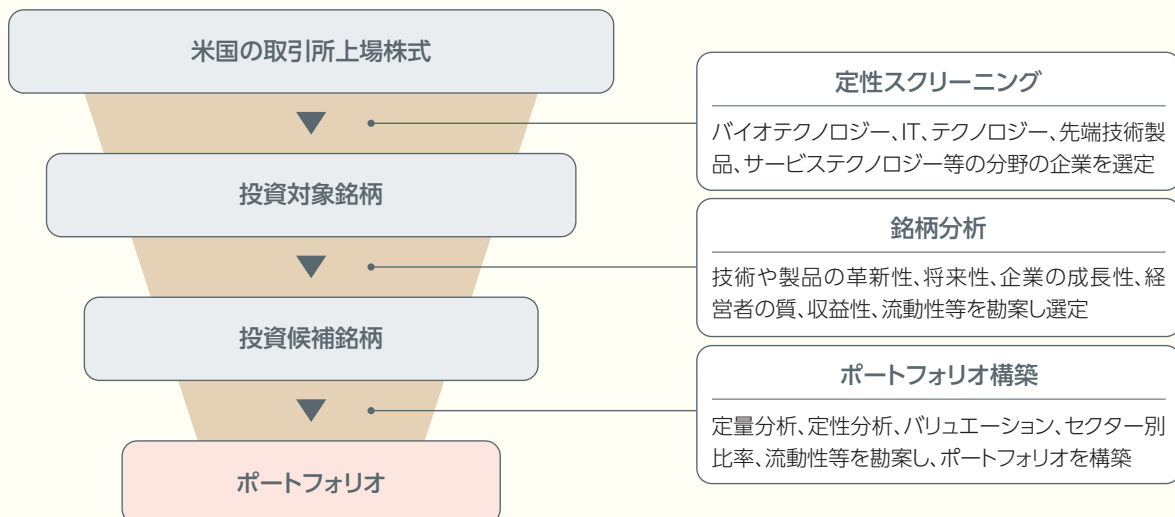 米国の取引所上場株式
定性スクリーニング
バイオテクノロジー、IT、テクノロジー、先端技術製
品、サービステクノロジー等の分野の企業を選定
投資対象銘柄
銘柄分析
技術や製品の革新性、将来性、企業の成長性、経
営者の質、収益性、流動性等を勘案し選定
投資候補銘柄
ポートフォリオ構築
定量分析、定性分析、バリュエーション、セクター別
比率、流動性等を勘案し、ポートフォリオを構築
ポートフォリオ